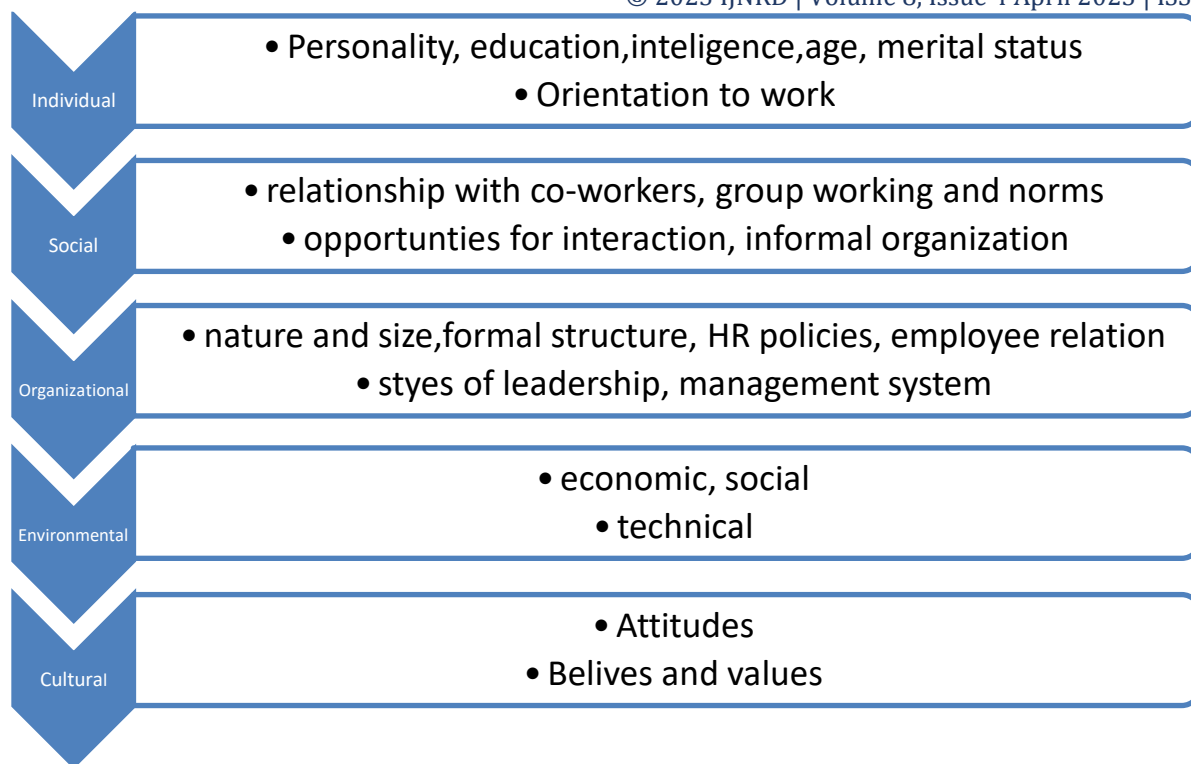 © 2023 IJNRD | Volume 8, Issue 4 April 2023 |
• Personality, education,inteligence,age, merital status
• Orientation to work
Individual
• relationship with co-workers, group working and norms
• opportunties for interaction, informal organization
Social
• nature and size,formal structure, HR policies, employee relation
• styes of leadership, management system
Organizational
• economic, social
• technical
Environmental
• Attitudes
• Belives and values
Cultural